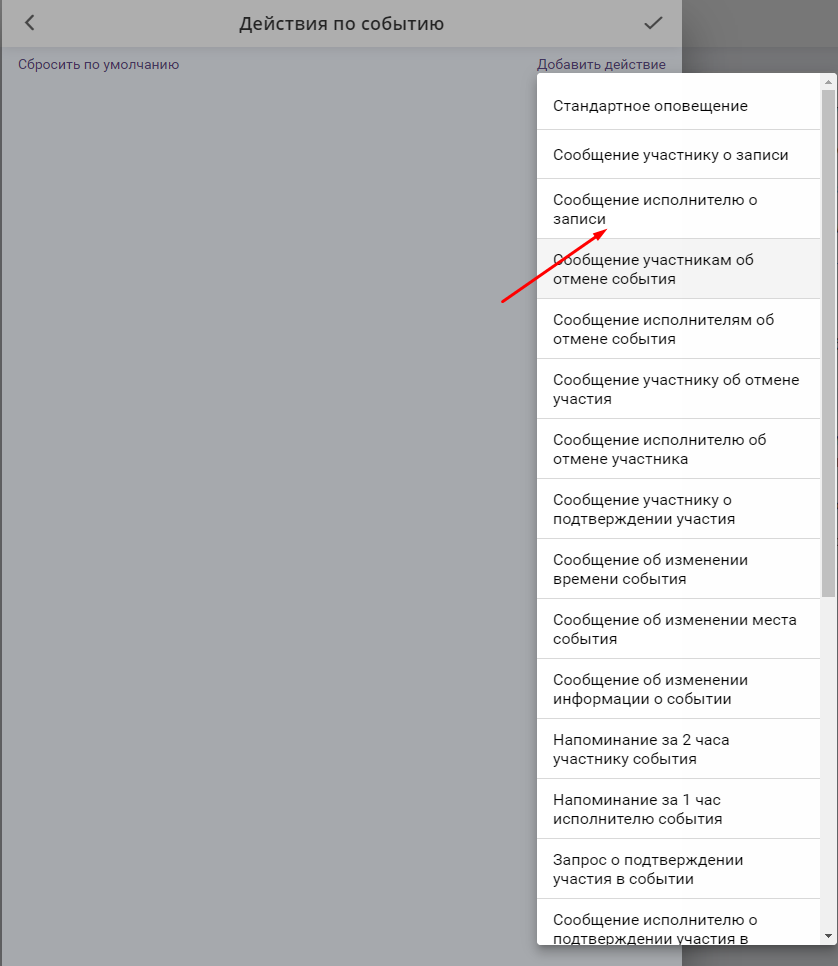 Действия по событию
Сбросить по умолчанию
Добавить действие
Стандартное оповещение
Сообщение участнику о записи
Сообщение исполнителю о
записи
Сообщение участникам об
отмене события
Сообщение исполнителям об
отмене события
Сообщение участнику об отмене
участия
Сообщение исполнителю об
отмене участника
Сообщение участнику о
подтверждении участия
Сообщение об изменении
времени события
Сообщение об изменении места
события
Сообщение об изменении
информации о событии
Напоминание за 2 часа
участнику события
Напоминание за 1 час
исполнителю события
Запрос о подтверждении
участия в событии
Сообщение исполнителю о
подтверждении участия в